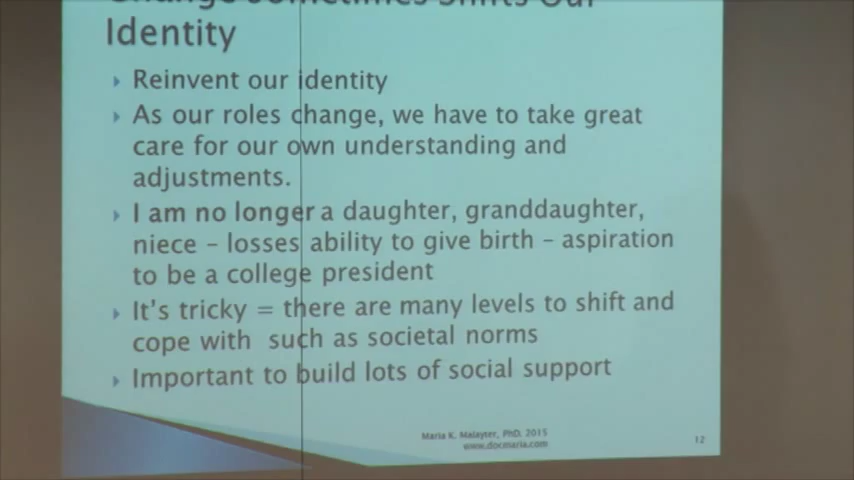 Change Sometimes Shifts Our
Identity
Reinvent our identity
As our roles change, we have to take great
care for our own understanding and
adjustments.
I am no longer a daughter, granddaughter,
niece – losses ability to give birth – aspiration
to be a college president
It's tricky = there are many levels to shift and
cope with such as societal norms
Important to build lots of social support
Maria K. Malayter, PhD. 2015
www.docmaria.com
12